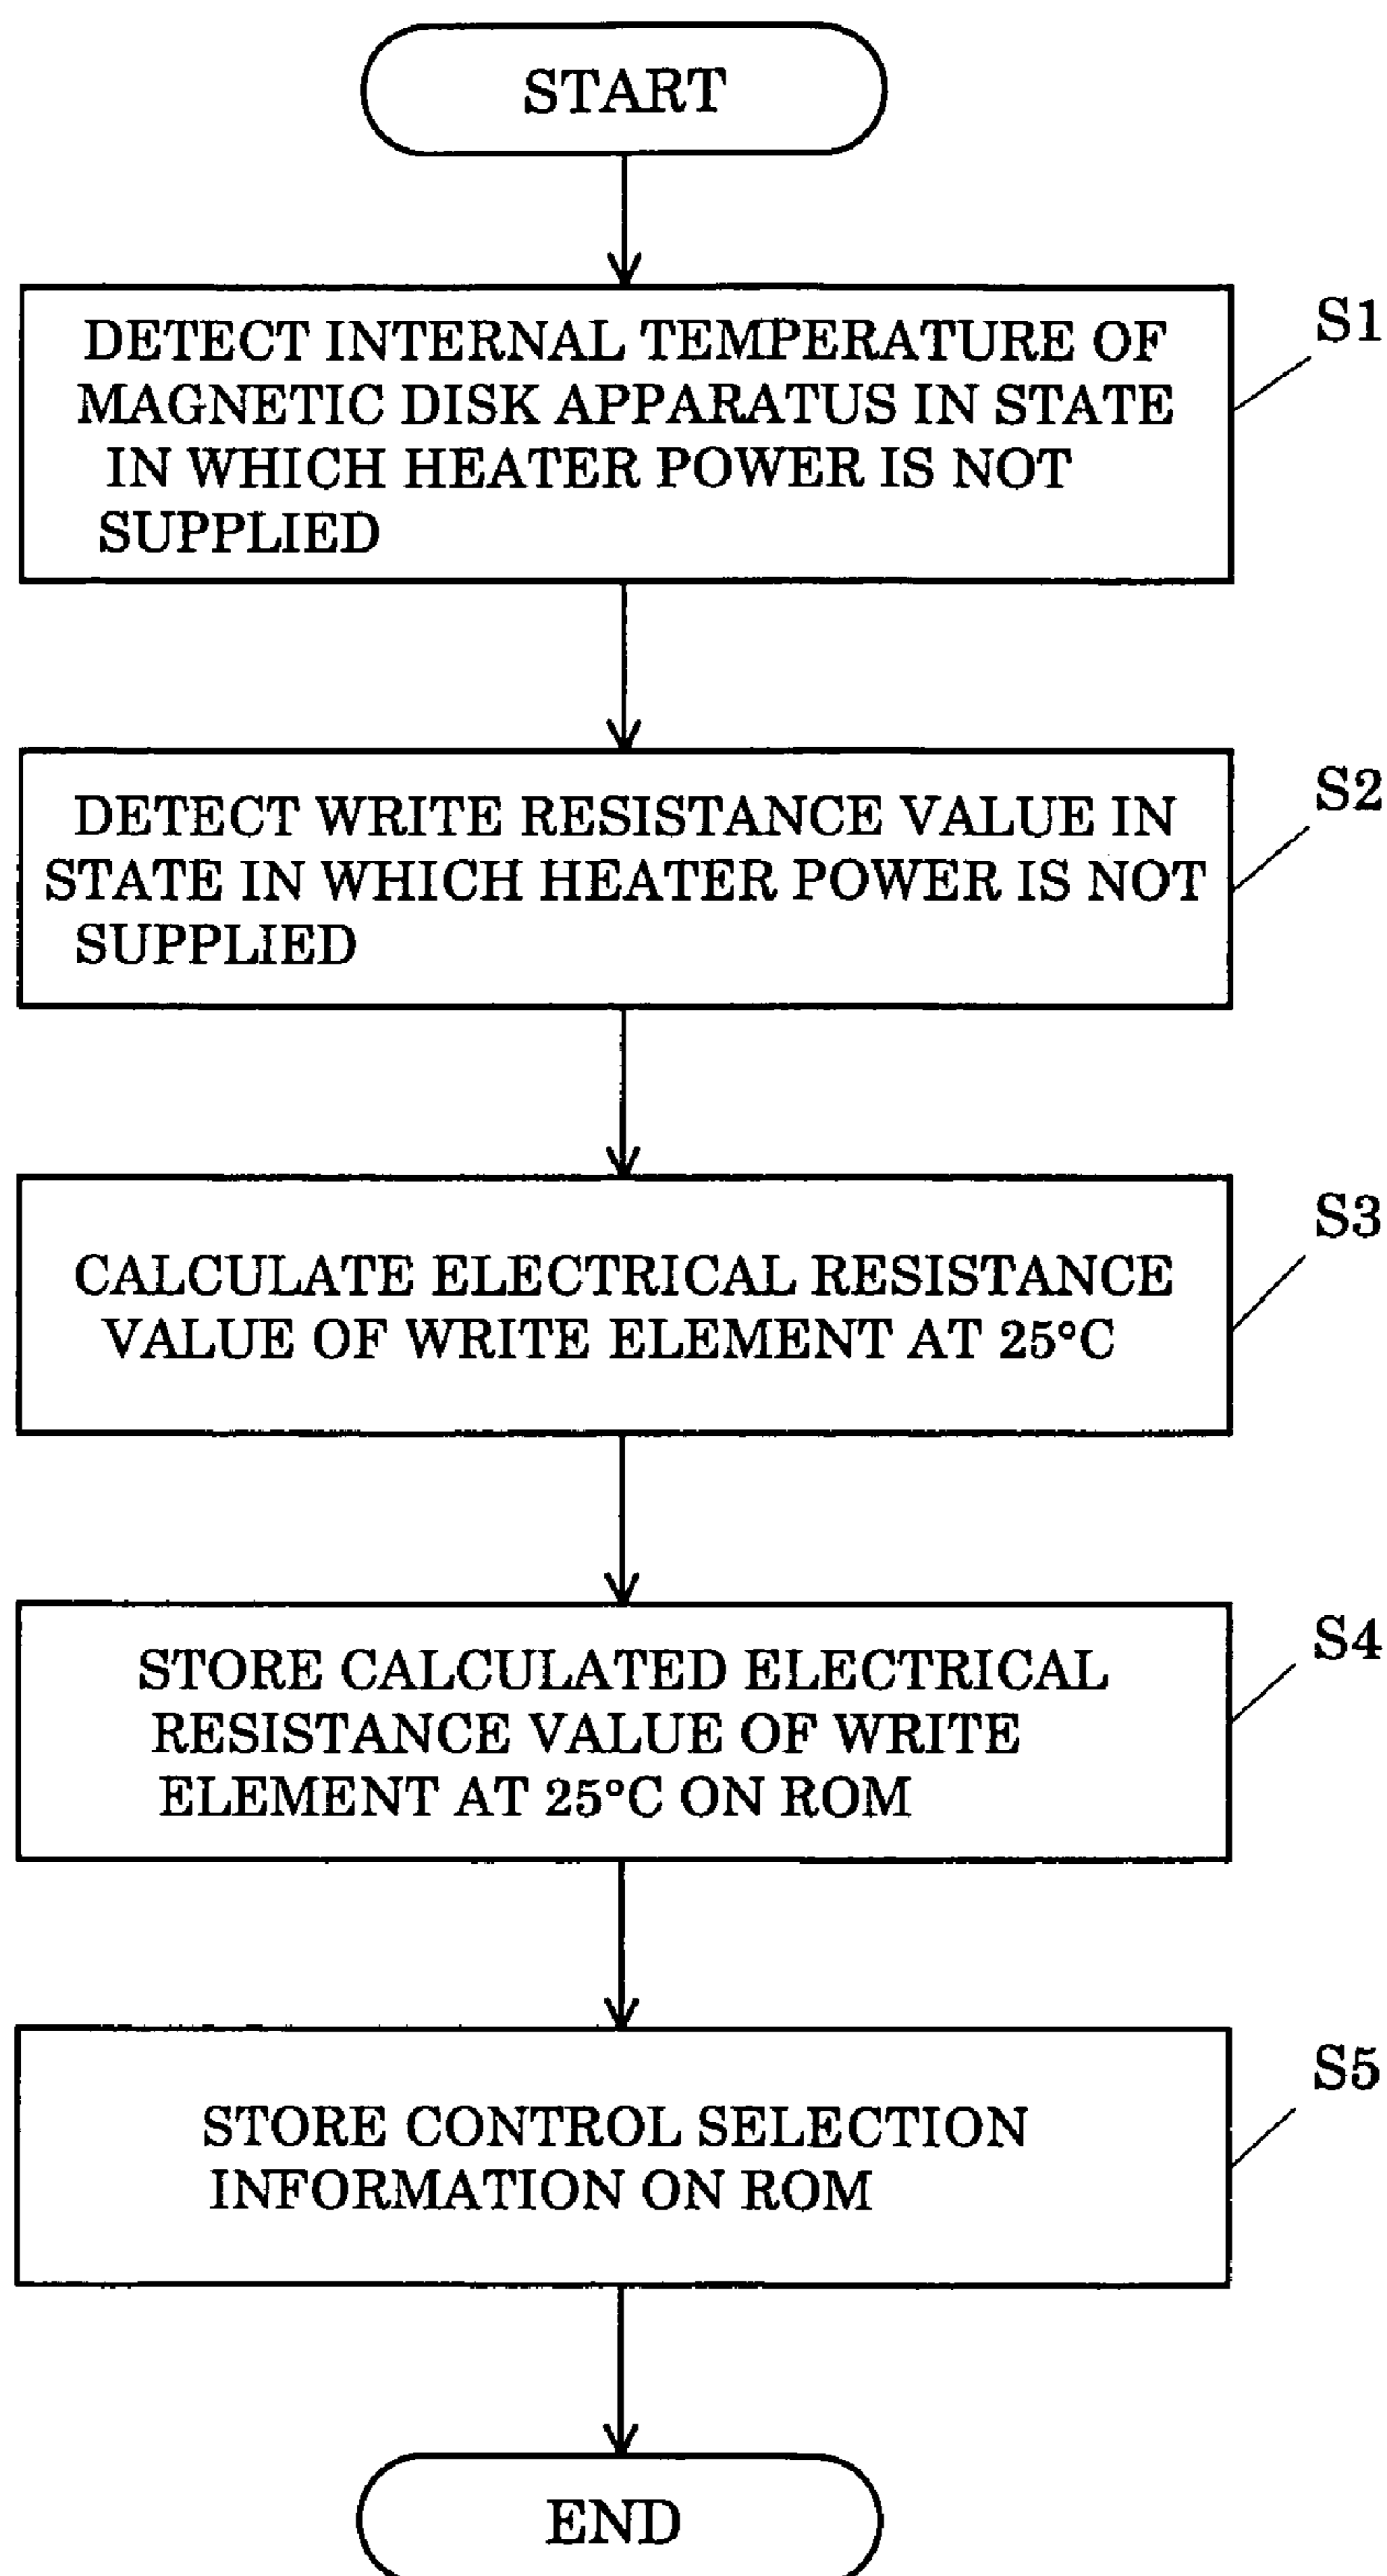 START
S1
DETECT INTERNAL TEMPERATURE OF
MAGNETIC DISK APPARATUS IN STATE
IN WHICH HEATER POWER IS NOT
SUPPLIED
S2
DETECT WRITE RESISTANCE VALUE IN
STATE IN WHICH HEATER POWER IS NOT
SUPPLIED
S3
CALCULATE ELECTRICAL RESISTANCE
VALUE OF WRITE ELEMENT AT 25°C
S4
STORE CALCULATED ELECTRICAL
RESISTANCE VALUE OF WRITE
ELEMENT AT 25°C ON ROM
S5
STORE CONTROL SELECTION
INFORMATION ON ROM
END